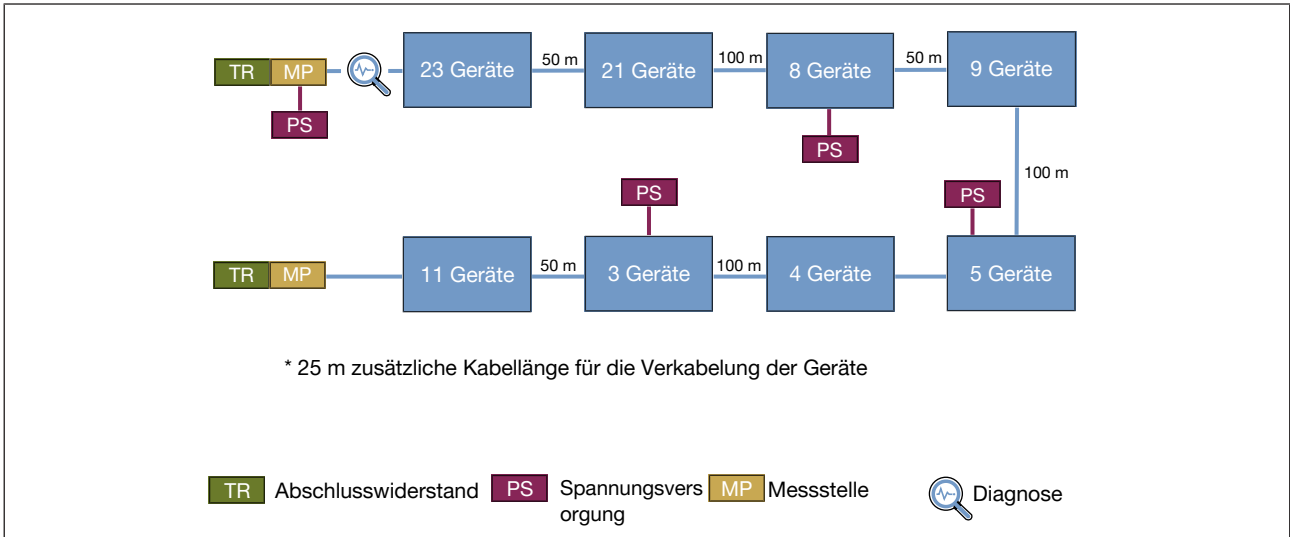 TR MP 23 Geräte 50 m 21 Geräte 100 m 8 Geräte 50 m 9 Geräte
PS
PS
100 m
PS
PS
TR MP 11 Geräte 50 m 3 Geräte 100 m 4 Geräte 5 Geräte
* 25 m zusätzliche Kabellänge für die Verkabelung der Geräte
TR Abschlusswiderstand PS Spannungsvers MP Messstelle Diagnose
orgung